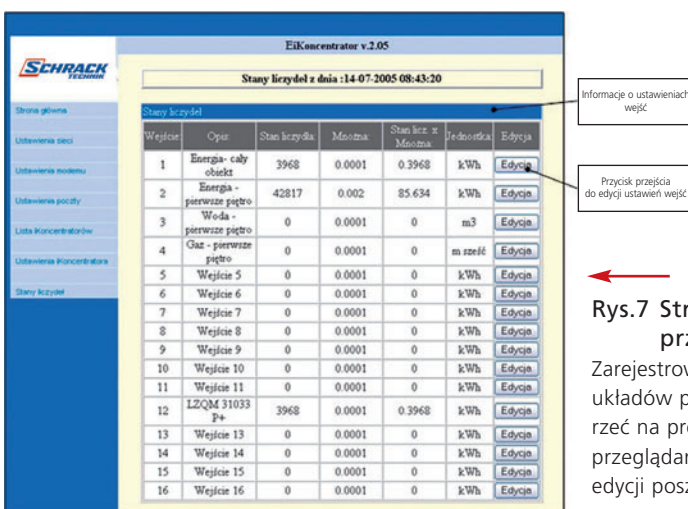 EiKoncentrator v.2.05
SCHRACK
TECHNIK
Stany liczydeł z dnia :14-07-2005 08:43:20
Strona główna
Ustawienia sieci
Ustawienia modemu
Ustawienia poczty
Lista Koncentratorów
Ustawienia Koncentratora
Stany liczydeł
Stany liczydeł
Wejście: Opis: Stan liczydła: Mnożna: Stan licz. x Mnożna: Jednostka: Edycja
1 Energia- cały obiekt 3968 0.0001 0.3968 kWh Edycja
2 Energia - pierwsze piętro 42817 0.002 85.634 kWh Edycja
3 Woda - pierwsze piętro 0 0.0001 0 m3 Edycja
4 Gaz - pierwsze piętro 0 0.0001 0 m sześć Edycja
5 Wejście 5 0 0.0001 0 kWh Edycja
6 Wejście 6 0 0.0001 0 kWh Edycja
7 Wejście 7 0 0.0001 0 kWh Edycja
8 Wejście 8 0 0.0001 0 kWh Edycja
9 Wejście 9 0 0.0001 0 kWh Edycja
10 Wejście 10 0 0.0001 0 kWh Edycja
11 Wejście 11 0 0.0001 0 kWh Edycja
12 LZQM 31033 P+ 3968 0.0001 0.3968 kWh Edycja
13 Wejście 13 0 0.0001 0 kWh Edycja
14 Wejście 14 0 0.0001 0 kWh Edycja
15 Wejście 15 0 0.0001 0 kWh Edycja
16 Wejście 16 0 0.0001 0 kWh Edycja
Informacje o ustawieniach
wejść
Przycisk przejścia
do edycji ustawień wejść
Rys.7 Str
prz
Zarejestrow
układów p
rzeć na pr
przeglądar
edycji posz